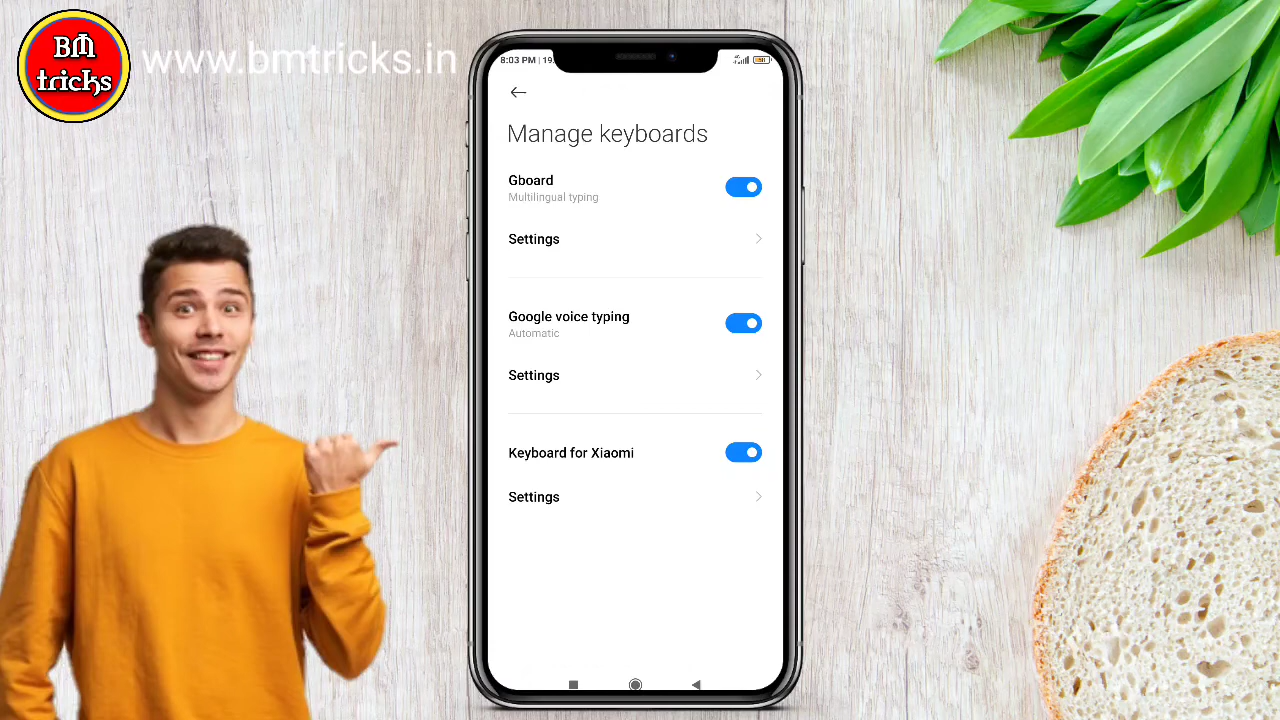 BM
tricks
www.bmtricks.in
8:03 PM | 19
Manage keyboards
Gboard
Multilingual typing
Settings
Google voice typing
Automatic
Settings
Keyboard for Xiaomi
Settings